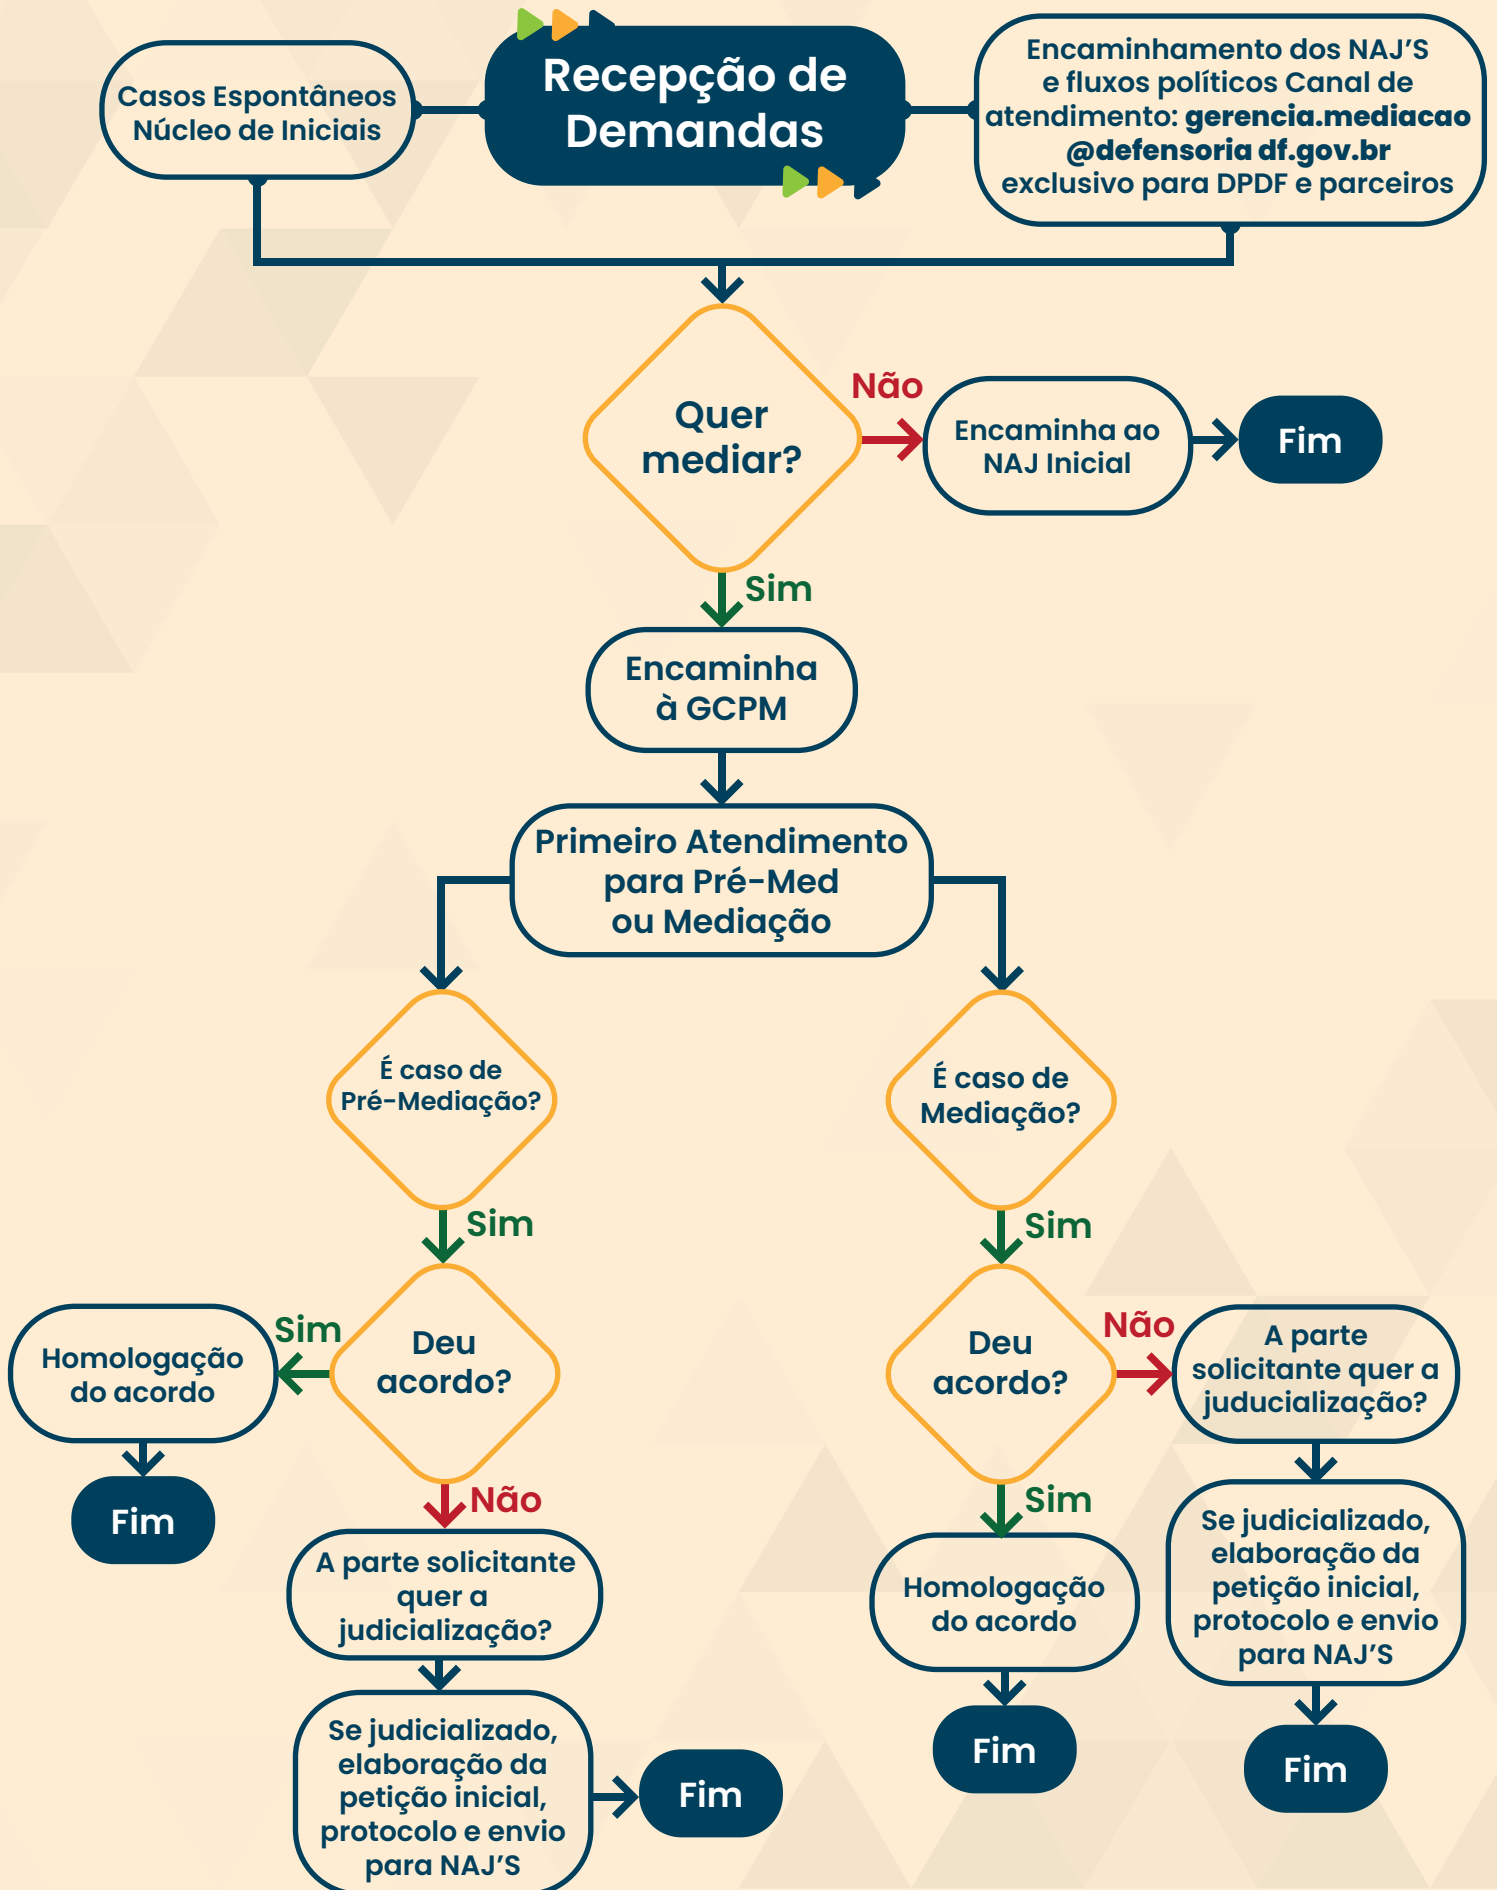 Recepção de
Demandas
Casos Espontâneos
Núcleo de Iniciais
Encaminhamento dos NAJ'S
e fluxos políticos Canal de
atendimento: gerencia.mediacao
@defensoria df.gov.br
exclusivo para DPDF e parceiros
Quer
mediar?
Não
Encaminha ao
NAJ Inicial
Fim
Sim
Encaminha
à GCPM
Primeiro Atendimento
para Pré-Med
ou Mediação
É caso de
Pré-Mediação?
Sim
Deu
acordo?
Sim
Homologação
do acordo
Fim
Não
A parte solicitante
quer a
judicialização?
Se judicializado,
elaboração da
petição inicial,
protocolo e envio
para NAJ'S
Fim
É caso de
Mediação?
Sim
Deu
acordo?
Não
A parte
solicitante quer a
juducialização?
Se judicializado,
elaboração da
petição inicial,
protocolo e envio
para NAJ'S
Fim
Sim
Homologação
do acordo
Fim